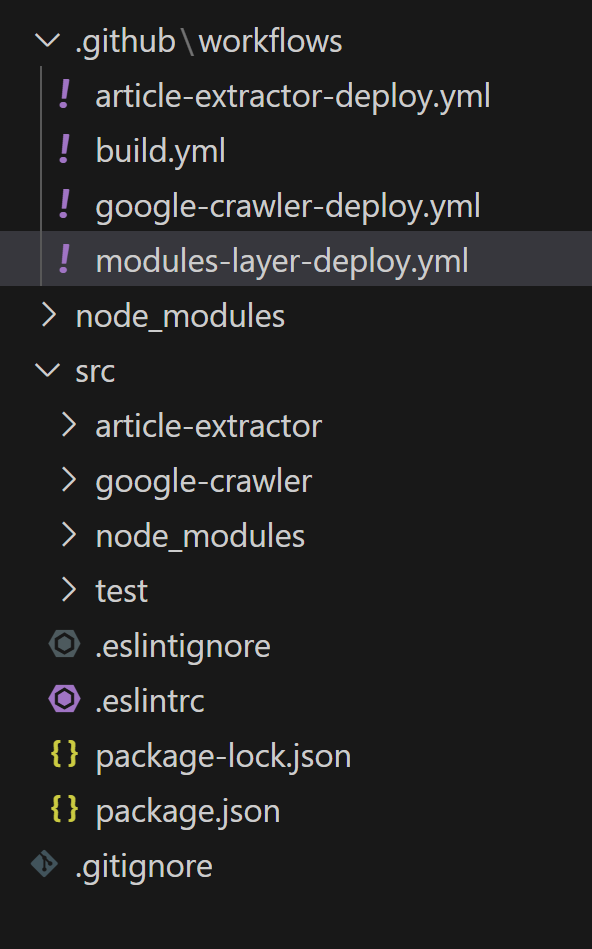 .github\workflows
article-extractor-deploy.yml
build.yml
google-crawler-deploy.yml
modules-layer-deploy.yml
node_modules
src
article-extractor
google-crawler
node_modules
test
.eslintignore
.eslintrc
package-lock.json
package.json
.gitignore